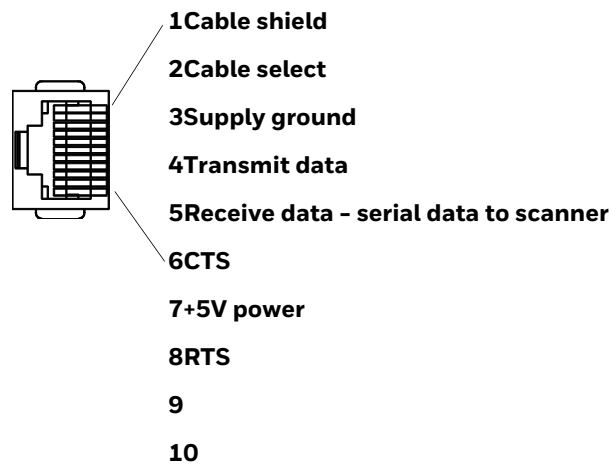 1Cable shield
2Cable select
3Supply ground
4Transmit data
5Receive data – serial data to scanner
6CTS
7+5V power
8RTS
9
10